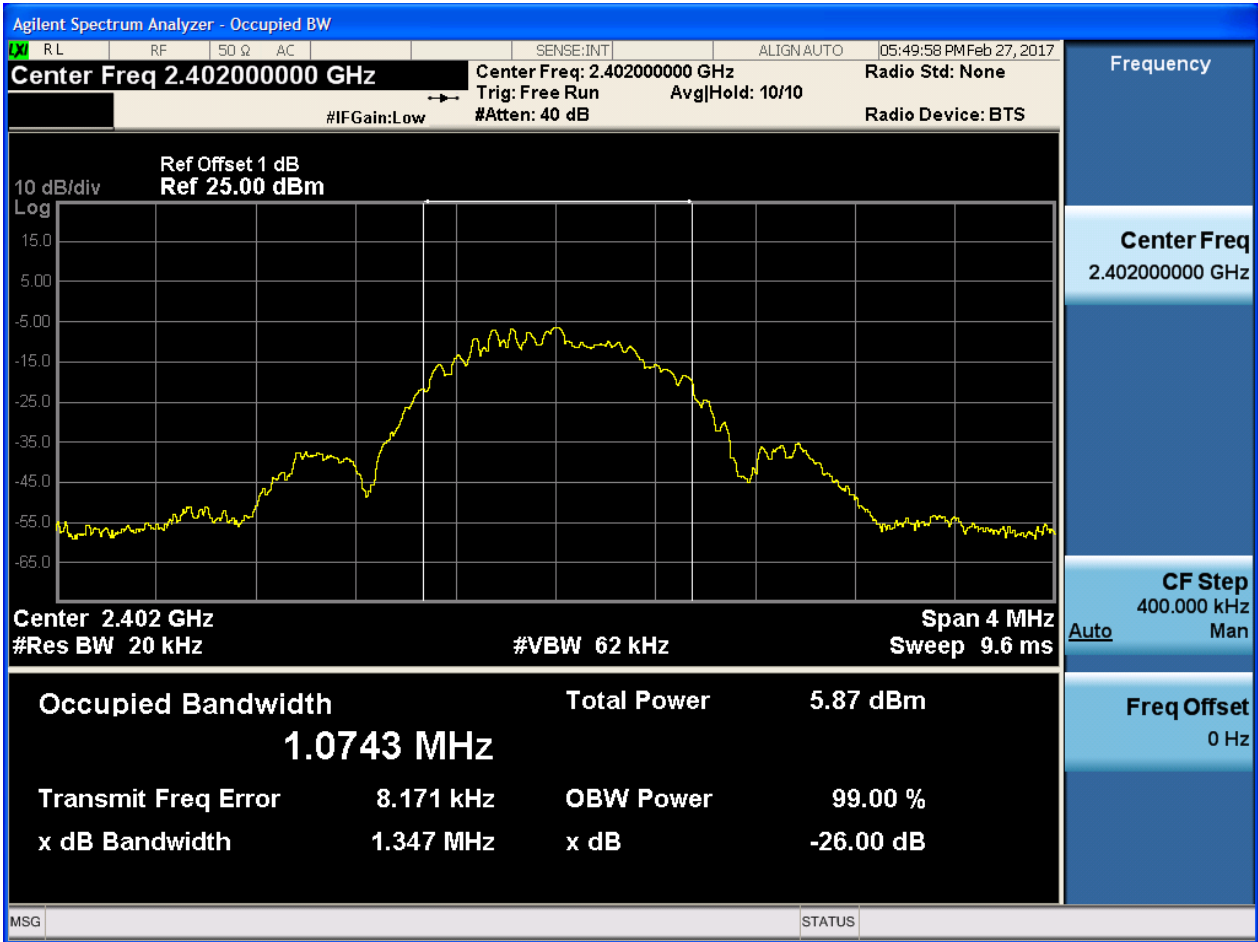 Agilent Spectrum Analyzer - Occupied BW
LXI RL RF 50 Ω AC SENSE:INT ALIGN AUTO 05:49:58 PM Feb 27, 2017
Center Freq 2.402000000 GHz
Center Freq: 2.402000000 GHz Radio Std: None
Trig: Free Run Avg|Hold: 10/10
#IFGain:Low #Atten: 40 dB Radio Device: BTS
Ref Offset 1 dB
10 dB/div Ref 25.00 dBm
Log
15.0
5.00
-5.00
-15.0
-25.0
-35.0
-45.0
-55.0
-65.0
Center 2.402 GHz Span 4 MHz
#Res BW 20 kHz #VBW 62 kHz Sweep 9.6 ms
Occupied Bandwidth Total Power 5.87 dBm
1.0743 MHz
Transmit Freq Error 8.171 kHz OBW Power 99.00 %
x dB Bandwidth 1.347 MHz x dB -26.00 dB
MSG STATUS
Frequency
Center Freq
2.402000000 GHz
CF Step
400.000 kHz
Auto Man
Freq Offset
0 Hz